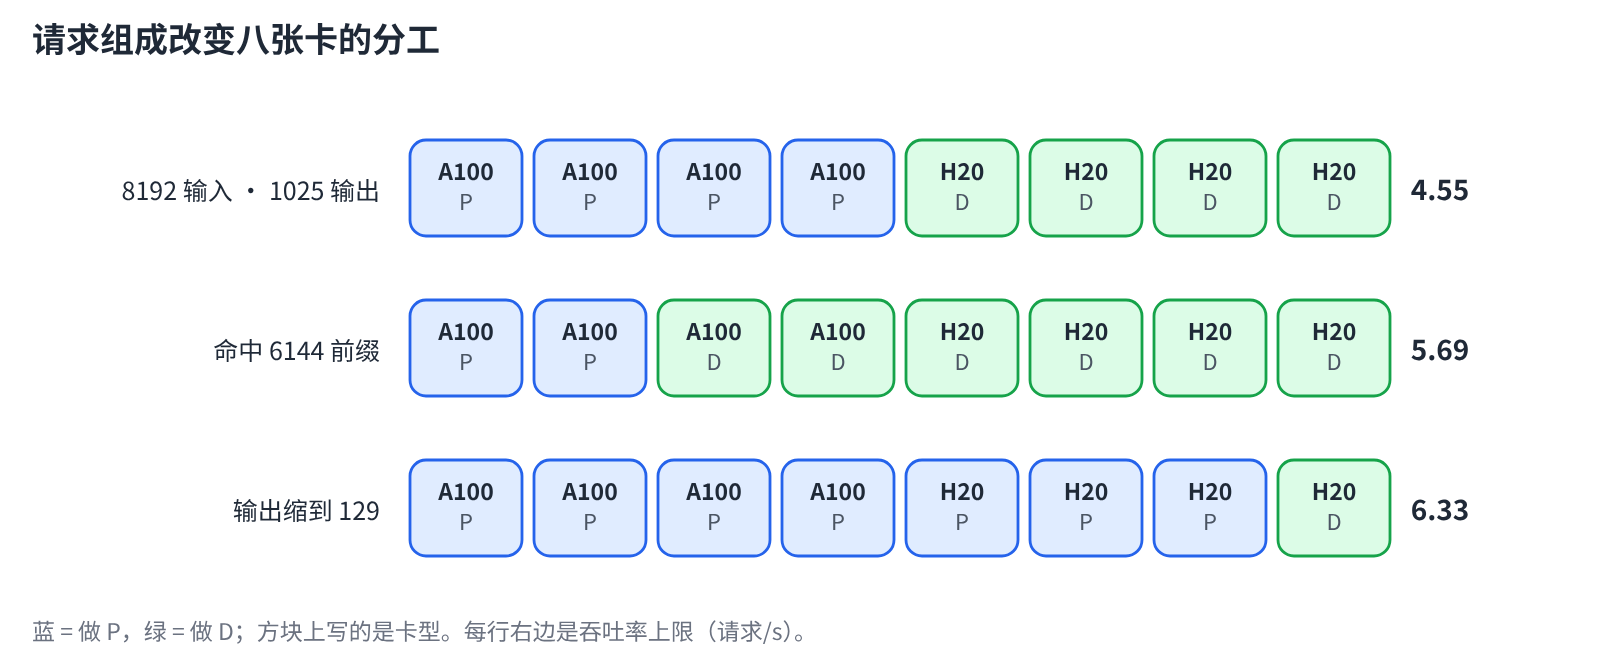 请求组成改变八张卡的分工
8192 输入 · 1025 输出
A100 P
A100 P
A100 P
A100 P
H20 D
H20 D
H20 D
H20 D
4.55
命中 6144 前缀
A100 P
A100 P
A100 D
A100 D
H20 D
H20 D
H20 D
H20 D
5.69
输出缩到 129
A100 P
A100 P
A100 P
A100 P
H20 P
H20 P
H20 P
H20 D
6.33
蓝 = 做 P，绿 = 做 D；方块上写的是卡型。每行右边是吞吐率上限（请求/s）。